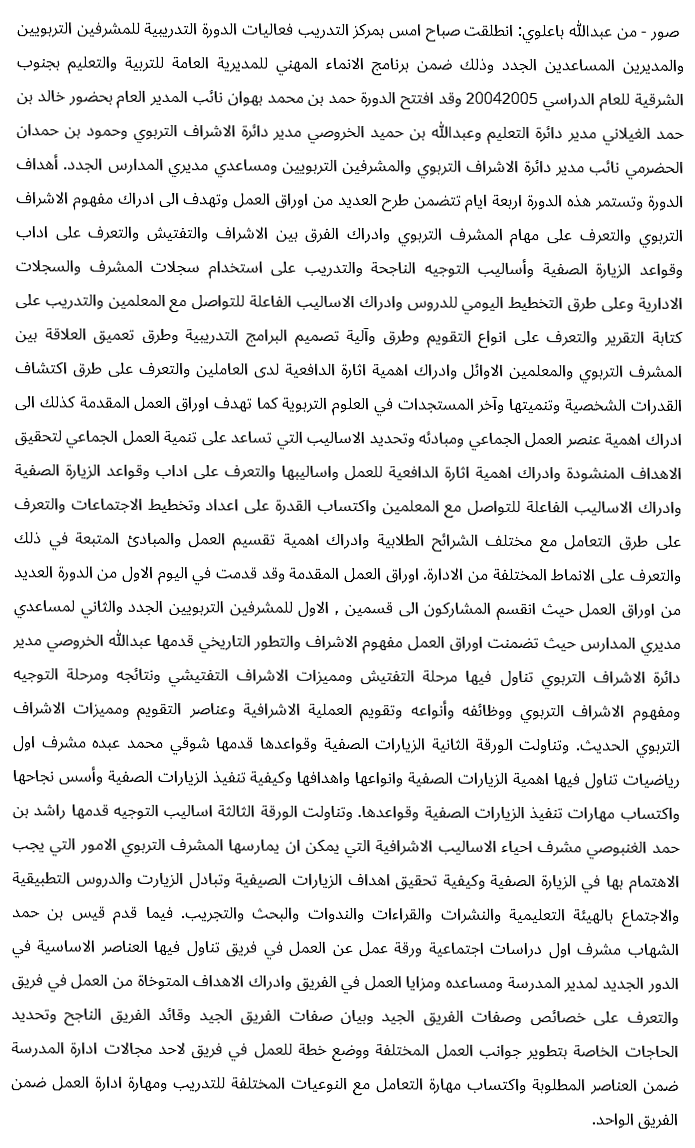 صور - من عبدالله باعلوي: انطلقت صباح امس بمركز التدريب فعاليات الدورة التدريبية للمشرفين التربويين
والمديرين المساعدين الجدد وذلك ضمن برنامج الانماء المهني للمديرية العامة للتربية والتعليم بجنوب
الشرقية للعام الدراسي 20042005 وقد افتتح الدورة حمد بن محمد بهوان نائب المدير العام بحضور خالد بن
حمد الغيلاني مدير دائرة التعليم وعبدالله بن حميد الخروصي مدير دائرة الاشراف التربوي وحمود بن حمدان
الحضرمي نائب مدير دائرة الاشراف التربوي والمشرفين التربويين ومساعدي مديري المدارس الجدد. أهداف
الدورة وتستمر هذه الدورة اربعة ايام تتضمن طرح العديد من اوراق العمل وتهدف الى ادراك مفهوم الاشراف
التربوي والتعرف على مهام المشرف التربوي وادراك الفرق بين الاشراف والتفتيش والتعرف على اداب
وقواعد الزيارة الصفية وأساليب التوجيه الناجحة والتدريب على استخدام سجلات المشرف والسجلات
الادارية وعلى طرق التخطيط اليومي للدروس وادراك الاساليب الفاعلة للتواصل مع المعلمين والتدريب على
كتابة التقرير والتعرف على انواع التقويم وطرق وآلية تصميم البرامج التدريبية وطرق تعميق العلاقة بين
المشرف التربوي والمعلمين الاوائل وادراك اهمية اثارة الدافعية لدى العاملين والتعرف على طرق اكتشاف
القدرات الشخصية وتنميتها وآخر المستجدات في العلوم التربوية كما تهدف اوراق العمل المقدمة كذلك الى
ادراك اهمية عنصر العمل الجماعي ومبادئه وتحديد الاساليب التي تساعد على تنمية العمل الجماعي لتحقيق
الاهداف المنشودة وادراك اهمية اثارة الدافعية للعمل واساليبها والتعرف على اداب وقواعد الزيارة الصفية
وادراك الاساليب الفاعلة للتواصل مع المعلمين واكتساب القدرة على اعداد وتخطيط الاجتماعات والتعرف
على طرق التعامل مع مختلف الشرائح الطلابية وادراك اهمية تقسيم العمل والمبادئ المتبعة في ذلك
والتعرف على الانماط المختلفة من الادارة. اوراق العمل المقدمة وقد قدمت في اليوم الاول من الدورة العديد
من اوراق العمل حيث انقسم المشاركون الى قسمين , الاول للمشرفين التربويين الجدد والثاني لمساعدي
مديري المدارس حيث تضمنت اوراق العمل مفهوم الاشراف والتطور التاريخي قدمها عبدالله الخروصي مدير
دائرة الاشراف التربوي تناول فيها مرحلة التفتيش ومميزات الاشراف التفتيشي ونتائجه ومرحلة التوجيه
ومفهوم الاشراف التربوي ووظائفه وأنواعه وتقويم العملية الاشرافية وعناصر التقويم ومميزات الاشراف
التربوي الحديث. وتناولت الورقة الثانية الزيارات الصفية وقواعدها قدمها شوقي محمد عبده مشرف اول
رياضيات تناول فيها اهمية الزيارات الصفية وانواعها واهدافها وكيفية تنفيذ الزيارات الصفية وأسس نجاحها
واكتساب مهارات تنفيذ الزيارات الصفية وقواعدها. وتناولت الورقة الثالثة اساليب التوجيه قدمها راشد بن
حمد الغنبوصي مشرف احياء الاساليب الاشرافية التي يمكن ان يمارسها المشرف التربوي الامور التي يجب
الاهتمام بها في الزيارة الصفية وكيفية تحقيق اهداف الزيارات الصيفية وتبادل الزيارت والدروس التطبيقية
والاجتماع بالهيئة التعليمية والنشرات والقراءات والندوات والبحث والتجريب. فيما قدم قيس بن حمد
الشهاب مشرف اول دراسات اجتماعية ورقة عمل عن العمل في فريق تناول فيها العناصر الاساسية في
الدور الجديد لمدير المدرسة ومساعده ومزايا العمل في الفريق وادراك الاهداف المتوخاة من العمل في فريق
والتعرف على خصائص وصفات الفريق الجيد وبيان صفات الفريق الجيد وقائد الفريق الناجح وتحديد
الحاجات الخاصة بتطوير جوانب العمل المختلفة ووضع خطة للعمل في فريق لاحد مجالات ادارة المدرسة
ضمن العناصر المطلوبة واكتساب مهارة التعامل مع النوعيات المختلفة للتدريب ومهارة ادارة العمل ضمن
الفريق الواحد.